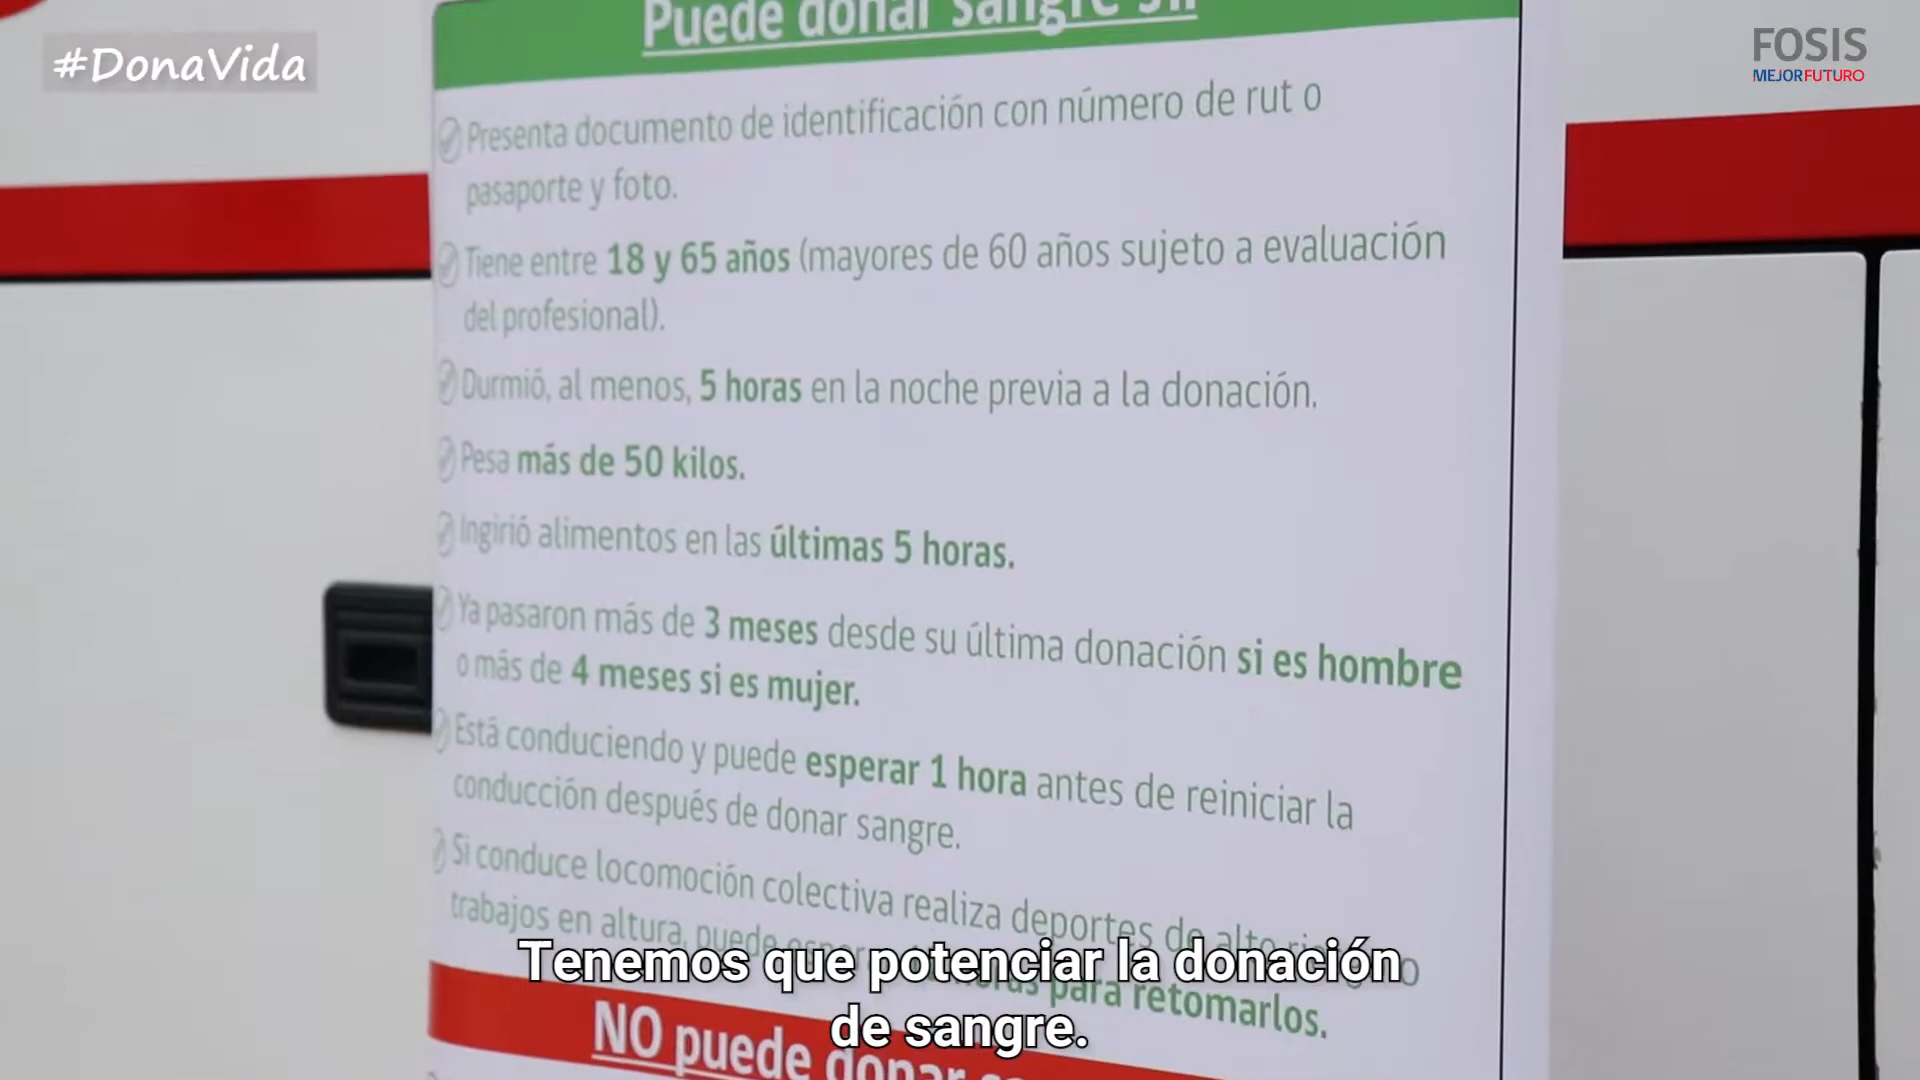 #DonaVida
FOSIS
MEJORFUTURO
Puede donar sangre si:
Presenta documento de identificación con número de rut o
pasaporte y foto.
Tiene entre 18 y 65 años (mayores de 60 años sujeto a evaluación
del profesional).
Durmió, al menos, 5 horas en la noche previa a la donación.
Pesa más de 50 kilos.
Ingirió alimentos en las últimas 5 horas.
Ya pasaron más de 3 meses desde su última donación si es hombre
o más de 4 meses si es mujer.
Está conduciendo y puede esperar 1 hora antes de reiniciar la
conducción después de donar sangre.
Si conduce locomoción colectiva realiza deportes de alto riesgo o
trabajos en altura, puede horas para retomarlos.
NO puede donar
Tenemos que potenciar la donación
de sangre.